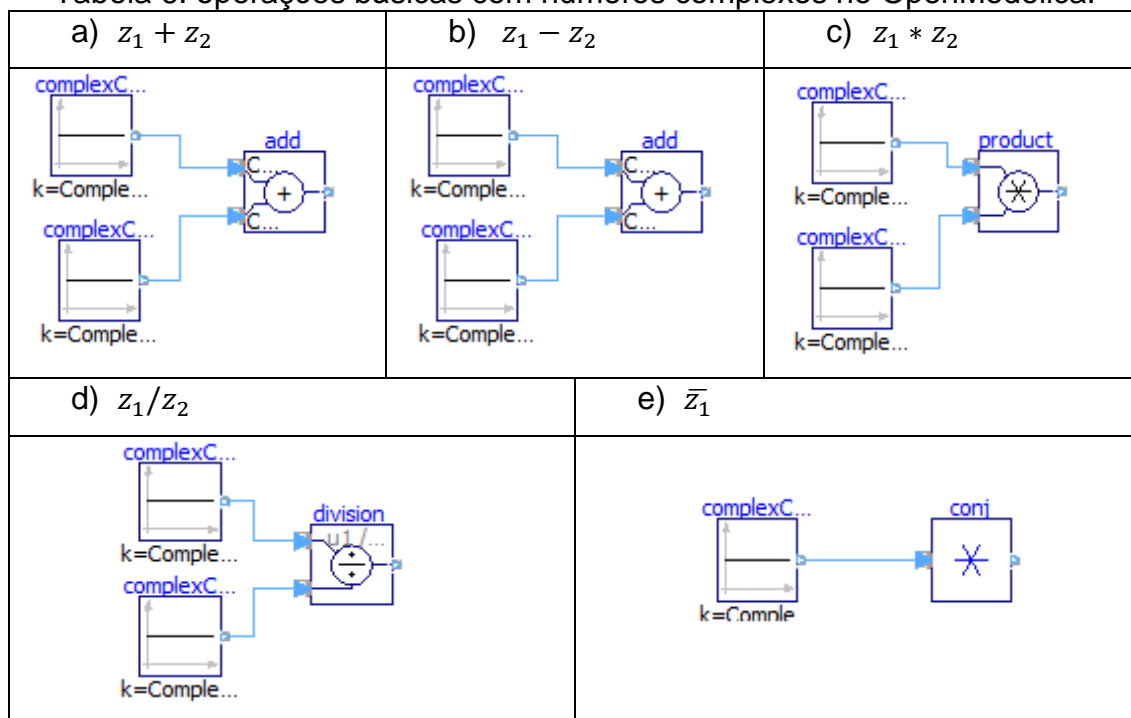 Tabela 6: operações básicas com números complexos no OpenModelica.
a) z₁ + z₂
b) z₁ − z₂
c) z₁ * z₂
complexC...
add
C...
+
C...
k=Comple...
complexC...
k=Comple...
complexC...
add
C...
+
C...
k=Comple...
complexC...
k=Comple...
complexC...
product
k=Comple...
complexC...
k=Comple...
d) z₁/z₂
e) z̅₁
complexC...
division
u1 /...
÷
k=Comple...
complexC...
k=Comple...
complexC...
conj
k=Comple